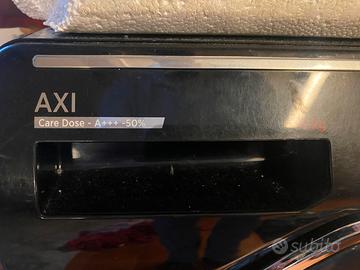 AXI
Care Dose - A+++ -50%
subito